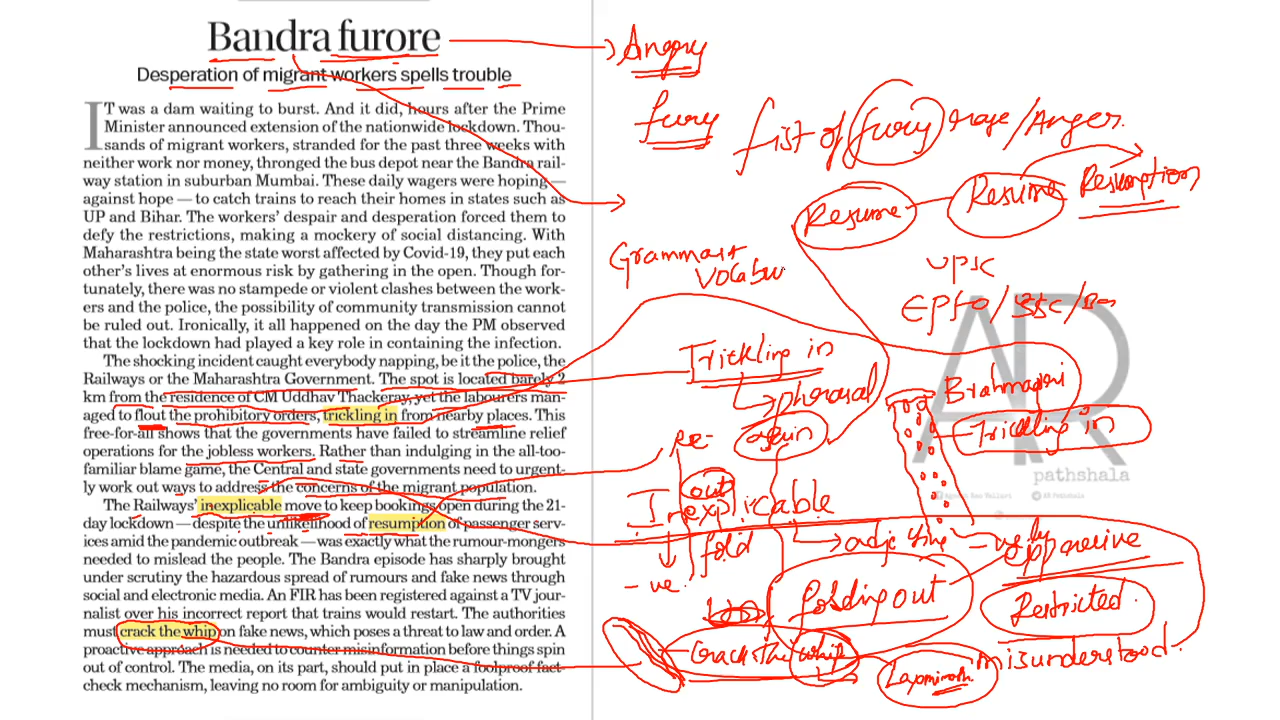 Bandra furore
Desperation of migrant workers spells trouble
IT was a dam waiting to burst. And it did, hours after the Prime
Minister announced extension of the nationwide lockdown. Thou-
sands of migrant workers, stranded for the past three weeks with
neither work nor money, thronged the bus depot near the Bandra rail-
way station in suburban Mumbai. These daily wagers were hoping —
against hope — to catch trains to reach their homes in states such as
UP and Bihar. The workers' despair and desperation forced them to
defy the restrictions, making a mockery of social distancing. With
Maharashtra being the state worst affected by Covid-19, they put each
other's lives at enormous risk by gathering in the open. Though for-
tunately, there was no stampede or violent clashes between the work-
ers and the police, the possibility of community transmission cannot
be ruled out. Ironically, it all happened on the day the PM observed
that the lockdown had played a key role in containing the infection.
The shocking incident caught everybody napping, be it the police, the
Railways or the Maharashtra Government. The spot is located barely 2
km from the residence of CM Uddhav Thackeray, yet the labourers man-
aged to flout the prohibitory orders, trickling in from nearby places. This
free-for-all shows that the governments have failed to streamline relief
operations for the jobless workers. Rather than indulging in the all-too-
familiar blame game, the Central and state governments need to urgent-
ly work out ways to address the concerns of the migrant population.
The Railways' inexplicable move to keep bookings open during the 21-
day lockdown — despite the unlikelihood of resumption of passenger serv-
ices amid the pandemic outbreak — was exactly what the rumour-mongers
needed to mislead the people. The Bandra episode has sharply brought
under scrutiny the hazardous spread of rumours and fake news through
social and electronic media. An FIR has been registered against a TV jour-
nalist over his incorrect report that trains would restart. The authorities
must crack the whip on fake news, which poses a threat to law and order. A
proactive approach is needed to counter misinformation before things spin
out of control. The media, on its part, should put in place a foolproof fact-
check mechanism, leaving no room for ambiguity or manipulation.
Angry
fury fist of (fury) rage/Anger.
Resume Resume Resumption
Grammar+
vocabu
UPSC
EPFO/SSC/
Trickling in
phrasal
Brahmagiri
Trickling in
AR
pathshala
Re- again
out
Inexplicable
fold
-ve
adje
-ve
oppressive
folding out
Restricted
Crack the whip
misunderstood.